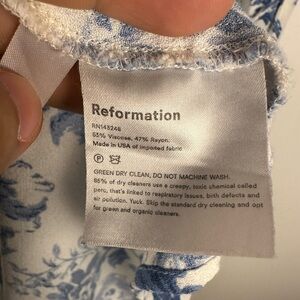 Reformation
RN143246
53% Viscose, 47% Rayon.
Made in USA of imported fabric
P
GREEN DRY CLEAN, DO NOT MACHINE WASH.
85% of dry cleaners use a creepy, toxic chemical called
perc, that's linked to respiratory issues, birth defects and
air pollution. Yuck. Skip the standard dry cleaning and opt
for green and organic cleaners.